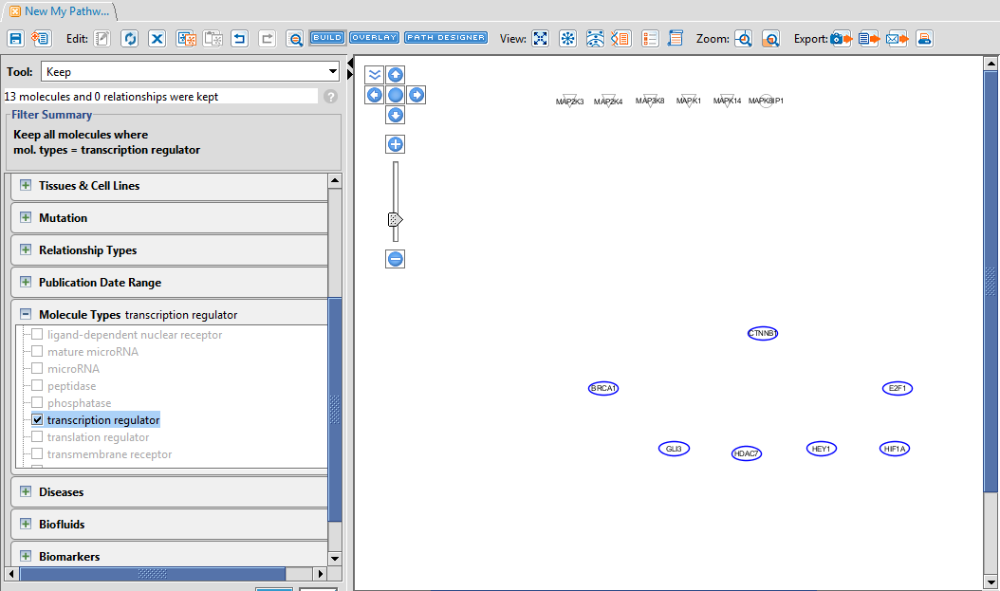 New My Pathw...
Edit: BUILD OVERLAY PATH DESIGNER View: Zoom: Export:
Tool: Keep
13 molecules and 0 relationships were kept ?
Filter Summary
Keep all molecules where
mol. types = transcription regulator
Tissues & Cell Lines
Mutation
Relationship Types
Publication Date Range
Molecule Types transcription regulator
ligand-dependent nuclear receptor
mature microRNA
microRNA
peptidase
phosphatase
transcription regulator
translation regulator
transmembrane receptor
Diseases
Biofluids
Biomarkers
MAP2K3 MAP2K4 MAP3K8 MAPK1 MAPK14 MAPK8IP1
CTNNB1
BRCA1 E2F1
GLI3 HDAC7 HEY1 HIF1A